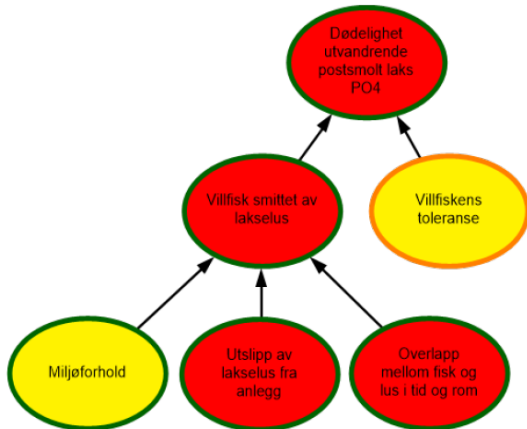 Dødelighet
utvandrende
postsmolt laks
PO4
Villfisk smittet av
lakselus
Villfiskens
toleranse
Miljøforhold
Utslipp av
lakselus fra
anlegg
Overlapp
mellom fisk og
lus i tid og rom